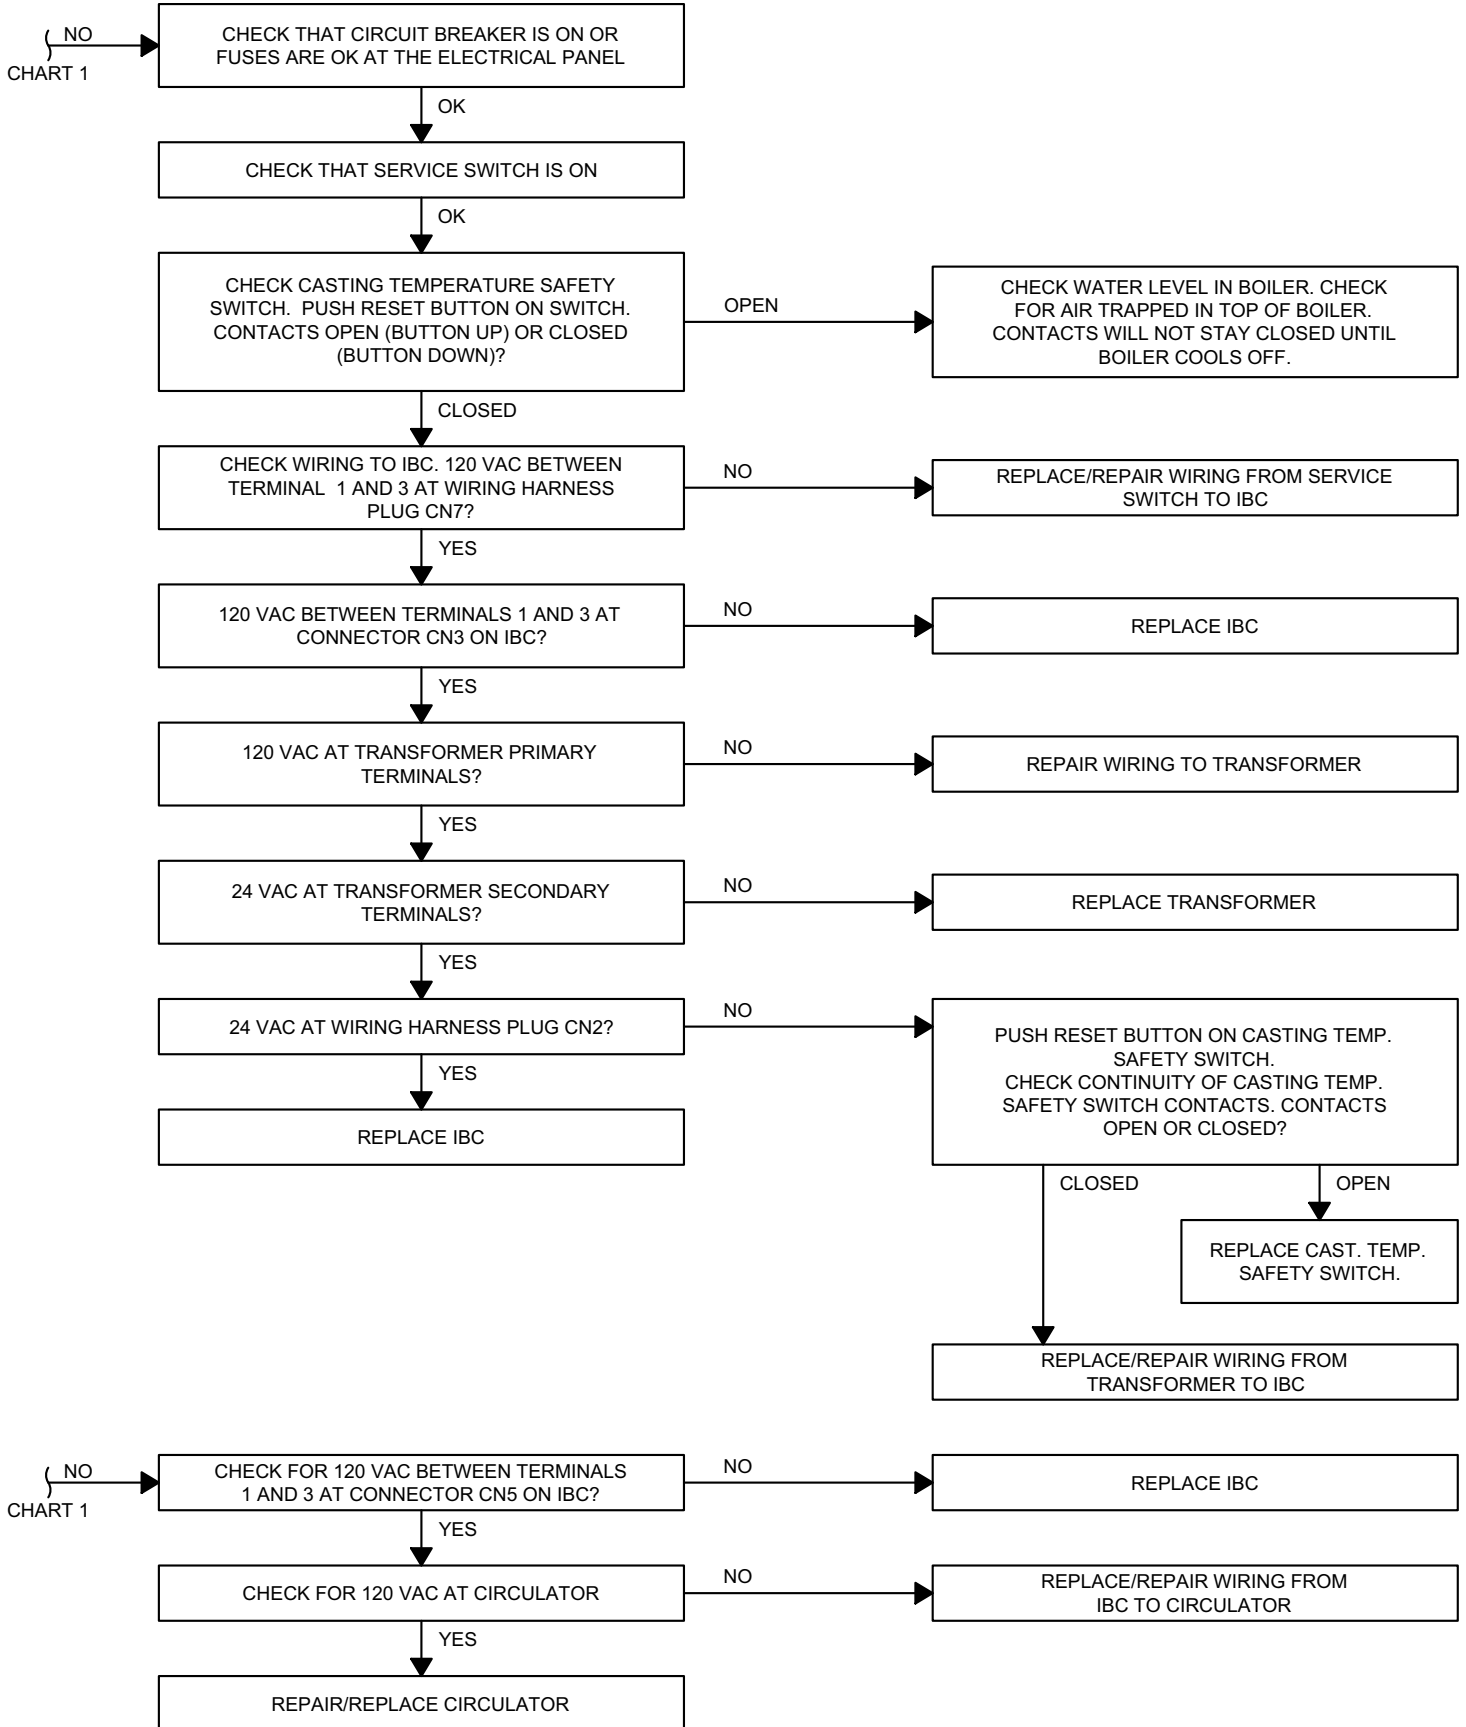 NO
CHART 1
CHECK THAT CIRCUIT BREAKER IS ON OR
FUSES ARE OK AT THE ELECTRICAL PANEL
OK
CHECK THAT SERVICE SWITCH IS ON
OK
CHECK CASTING TEMPERATURE SAFETY
SWITCH. PUSH RESET BUTTON ON SWITCH.
CONTACTS OPEN (BUTTON UP) OR CLOSED
(BUTTON DOWN)?
OPEN
CHECK WATER LEVEL IN BOILER. CHECK
FOR AIR TRAPPED IN TOP OF BOILER.
CONTACTS WILL NOT STAY CLOSED UNTIL
BOILER COOLS OFF.
CLOSED
CHECK WIRING TO IBC. 120 VAC BETWEEN
TERMINAL 1 AND 3 AT WIRING HARNESS
PLUG CN7?
NO
REPLACE/REPAIR WIRING FROM SERVICE
SWITCH TO IBC
YES
120 VAC BETWEEN TERMINALS 1 AND 3 AT
CONNECTOR CN3 ON IBC?
NO
REPLACE IBC
YES
120 VAC AT TRANSFORMER PRIMARY
TERMINALS?
NO
REPAIR WIRING TO TRANSFORMER
YES
24 VAC AT TRANSFORMER SECONDARY
TERMINALS?
NO
REPLACE TRANSFORMER
YES
24 VAC AT WIRING HARNESS PLUG CN2?
NO
PUSH RESET BUTTON ON CASTING TEMP.
SAFETY SWITCH.
CHECK CONTINUITY OF CASTING TEMP.
SAFETY SWITCH CONTACTS. CONTACTS
OPEN OR CLOSED?
YES
REPLACE IBC
CLOSED
OPEN
REPLACE CAST. TEMP.
SAFETY SWITCH.
REPLACE/REPAIR WIRING FROM
TRANSFORMER TO IBC
NO
CHART 1
CHECK FOR 120 VAC BETWEEN TERMINALS
1 AND 3 AT CONNECTOR CN5 ON IBC?
NO
REPLACE IBC
YES
CHECK FOR 120 VAC AT CIRCULATOR
NO
REPLACE/REPAIR WIRING FROM
IBC TO CIRCULATOR
YES
REPAIR/REPLACE CIRCULATOR